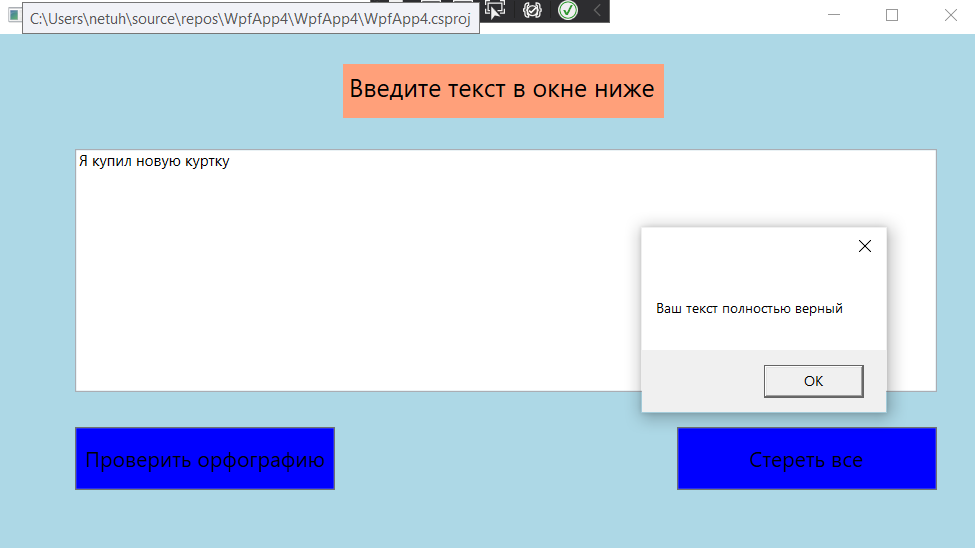 C:\Users\netuh\source\repos\WpfApp4\WpfApp4\WpfApp4.csproj
Введите текст в окне ниже
Я купил новую куртку
Ваш текст полностью верный
OK
Проверить орфографию
Стереть все